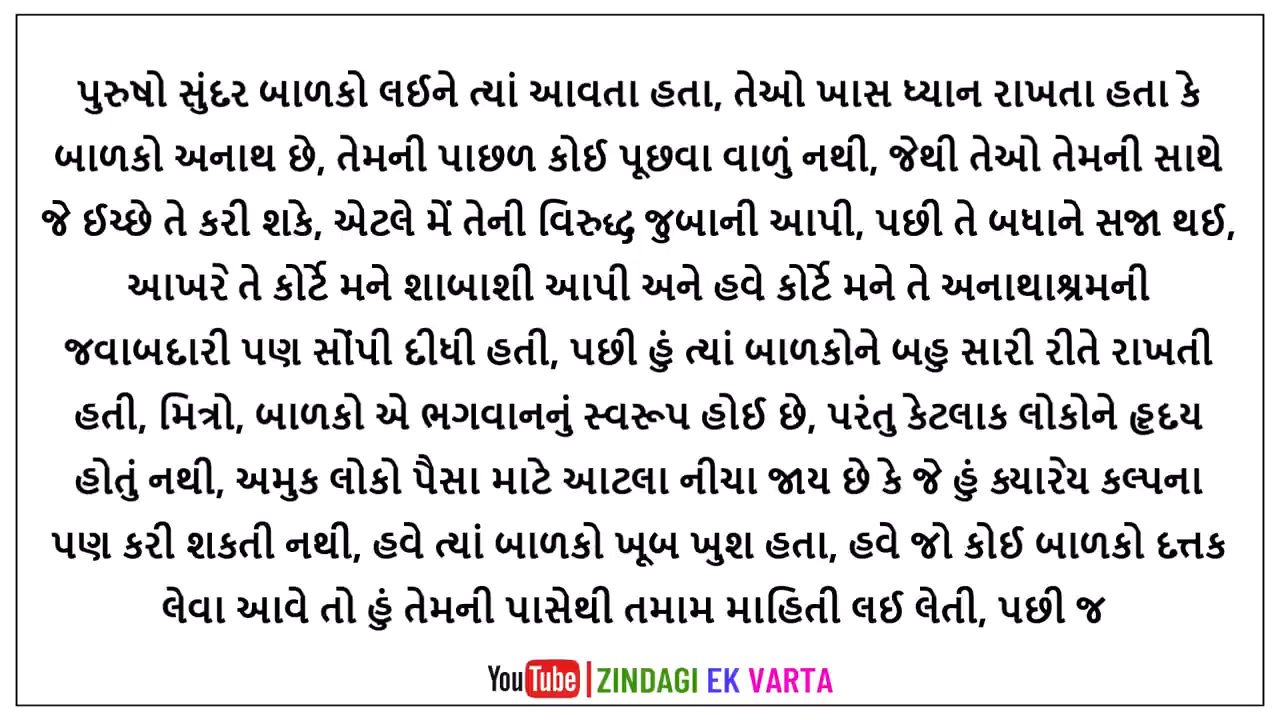 પુરુષો સુંદર બાળકો લઈને ત્યાં આવતા હતા, તેઓ ખાસ ધ્યાન રાખતા હતા કે
બાળકો અનાથ છે, તેમની પાછળ કોઈ પૂછવા વાળું નથી, જેથી તેઓ તેમની સાથે
જે ઈચ્છે તે કરી શકે, એટલે મેં તેની વિરુદ્ધ જુબાની આપી, પછી તે બધાને સજા થઈ,
આખરે તે કોર્ટે મને શાબાશી આપી અને હવે કોર્ટે મને તે અનાથાશ્રમની
જવાબદારી પણ સોંપી દીધી હતી, પછી હું ત્યાં બાળકોને બહુ સારી રીતે રાખતી
હતી, મિત્રો, બાળકો એ ભગવાનનું સ્વરૂપ હોઈ છે, પરંતુ કેટલાક લોકોને હૃદય
હોતું નથી, અમુક લોકો પૈસા માટે આટલા નીચા જાય છે કે જે હું ક્યારેય કલ્પના
પણ કરી શકતી નથી, હવે ત્યાં બાળકો ખૂબ ખુશ હતા, હવે જો કોઈ બાળકો દત્તક
લેવા આવે તો હું તેમની પાસેથી તમામ માહિતી લઈ લેતી, પછી જ
YouTube | ZINDAGI EK VARTA